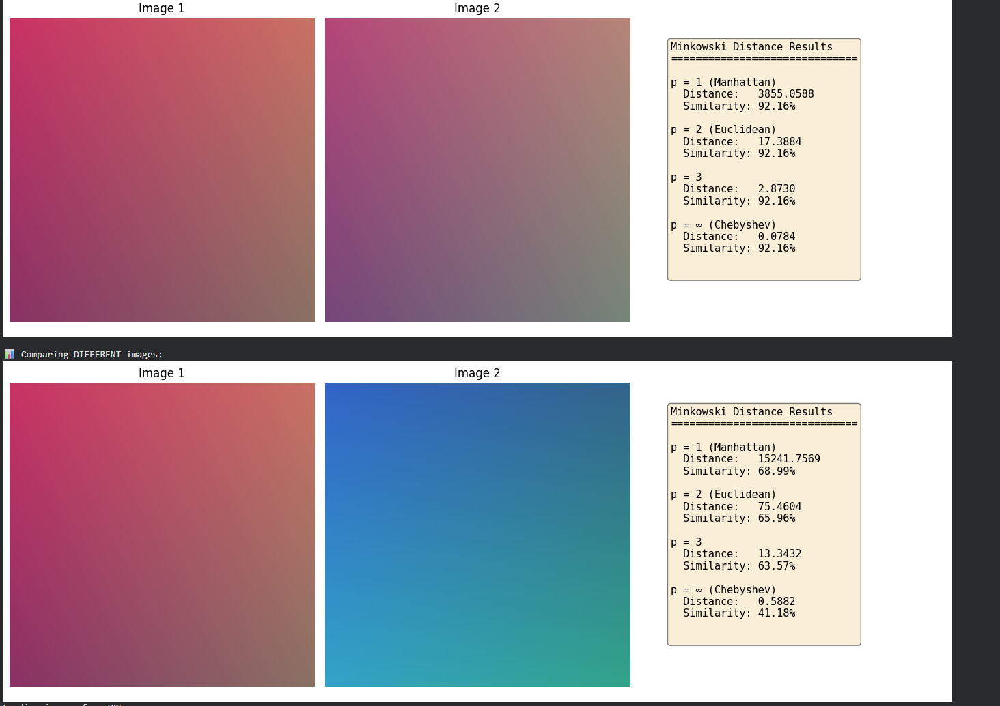 Image 1
Image 2
Minkowski Distance Results
==============================
p = 1 (Manhattan)
Distance: 3855.0588
Similarity: 92.16%
p = 2 (Euclidean)
Distance: 17.3884
Similarity: 92.16%
p = 3
Distance: 2.8730
Similarity: 92.16%
p = ∞ (Chebyshev)
Distance: 0.0784
Similarity: 92.16%
📊 Comparing DIFFERENT images:
Image 1
Image 2
Minkowski Distance Results
==============================
p = 1 (Manhattan)
Distance: 15241.7569
Similarity: 68.99%
p = 2 (Euclidean)
Distance: 75.4604
Similarity: 65.96%
p = 3
Distance: 13.3432
Similarity: 63.57%
p = ∞ (Chebyshev)
Distance: 0.5882
Similarity: 41.18%